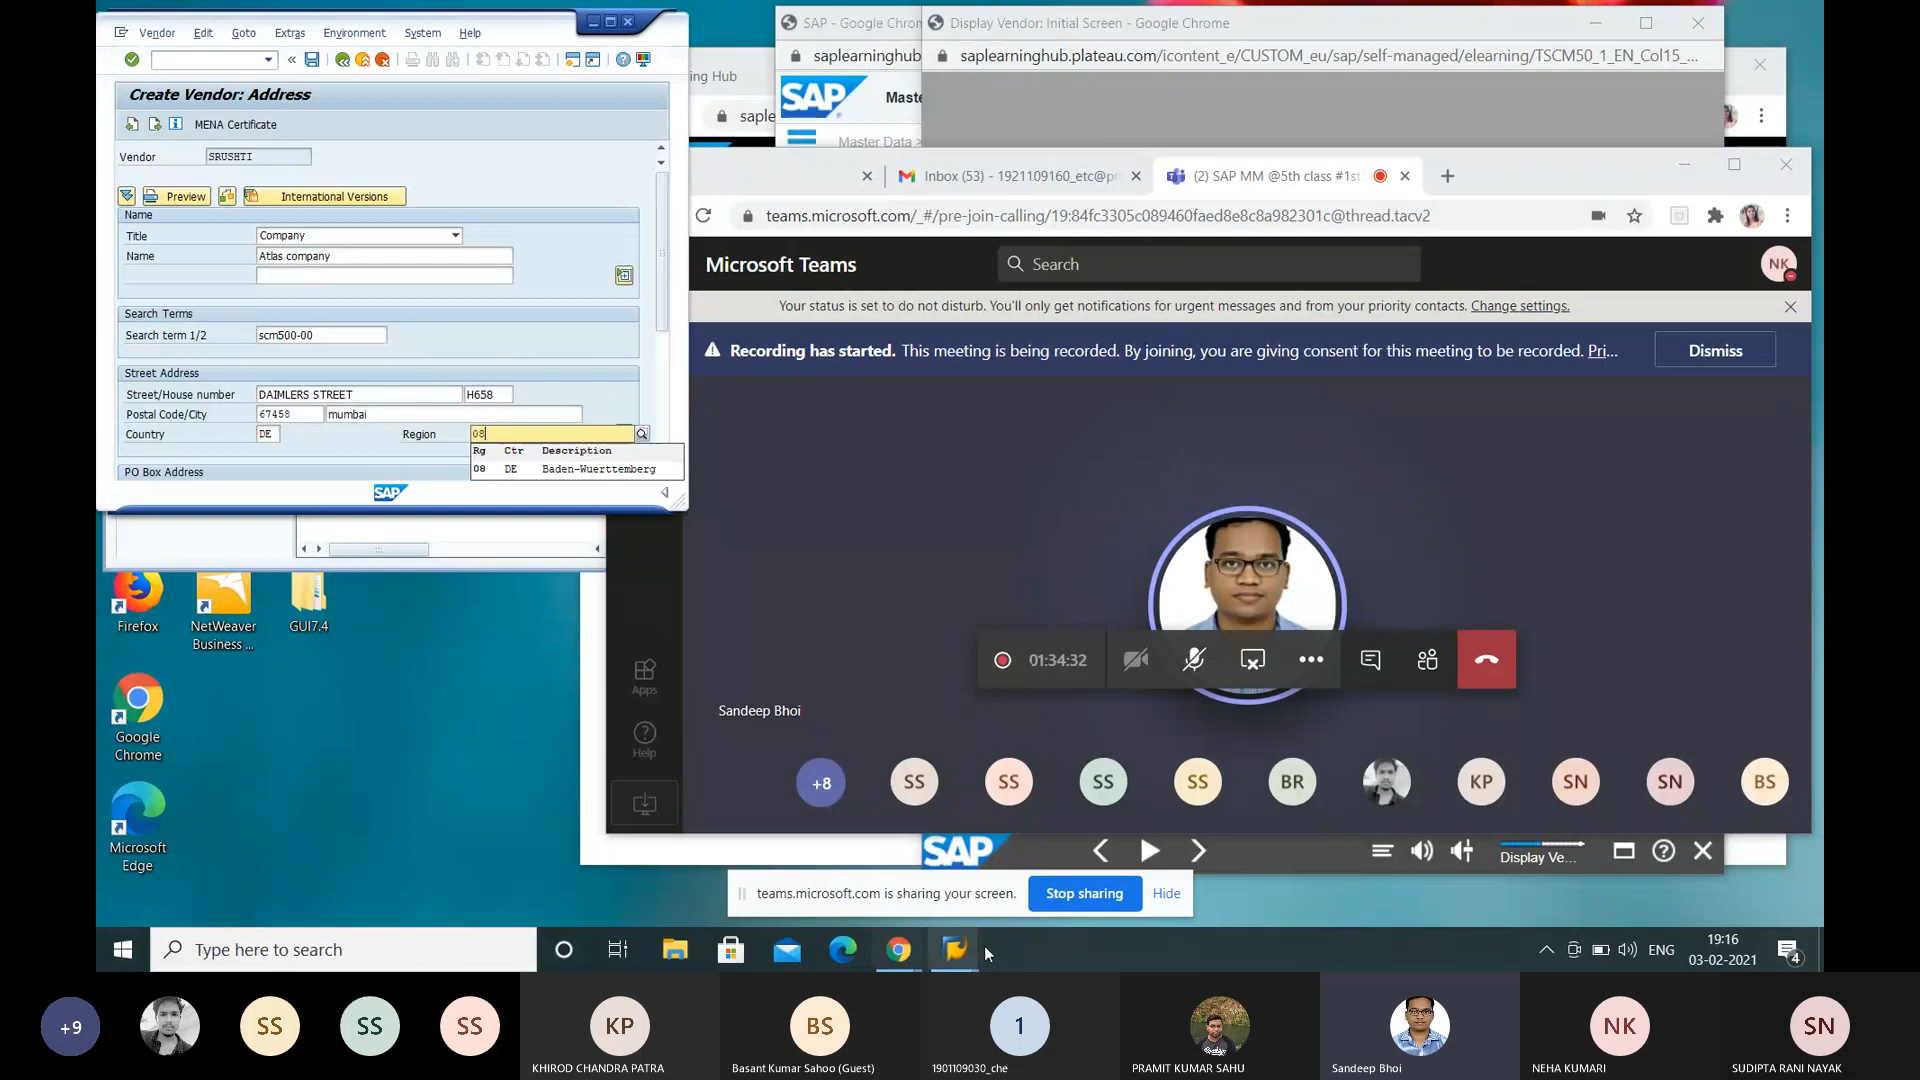 Vendor Edit Goto Extras Environment System Help
Create Vendor: Address
MENA Certificate
Vendor SRUSHTI
Preview International Versions
Name
Title Company
Name Atlas company
Search Terms
Search term 1/2 scm500-00
Street Address
Street/House number DAIMLERS STREET H658
Postal Code/City 67458 mumbai
Country DE Region 08
Rg Ctr Description
08 DE Baden-Wuerttemberg
PO Box Address
SAP
SAP - Google Chrom
saplearninghub
ng Hub
saple
SAP
Maste
Master Data >
Display Vendor: Initial Screen - Google Chrome
saplearninghub.plateau.com/icontent_e/CUSTOM_eu/sap/self-managed/elearning/TSCM50_1_EN_Col15_...
Inbox (53) - 1921109160_etc@pr
(2) SAP MM @5th class #1st
teams.microsoft.com/_#/pre-join-calling/19:84fc3305c089460faed8e8c8a982301c@thread.tacv2
Microsoft Teams
Search
NK
Your status is set to do not disturb. You'll only get notifications for urgent messages and from your priority contacts. Change settings.
Recording has started. This meeting is being recorded. By joining, you are giving consent for this meeting to be recorded. Pri...
Dismiss
01:34:32
Apps
Help
Sandeep Bhoi
+8 SS SS SS SS BR KP SN SN BS
SAP
Display Ve...
teams.microsoft.com is sharing your screen. Stop sharing Hide
Firefox
NetWeaver
Business ...
GUI7.4
Google
Chrome
Microsoft
Edge
Type here to search
ENG
19:16
03-02-2021
4
+9 SS SS SS KP BS 1 NK SN
KHIROD CHANDRA PATRA
Basant Kumar Sahoo (Guest)
1901109030_che
PRAMIT KUMAR SAHU
Sandeep Bhoi
NEHA KUMARI
SUDIPTA RANI NAYAK